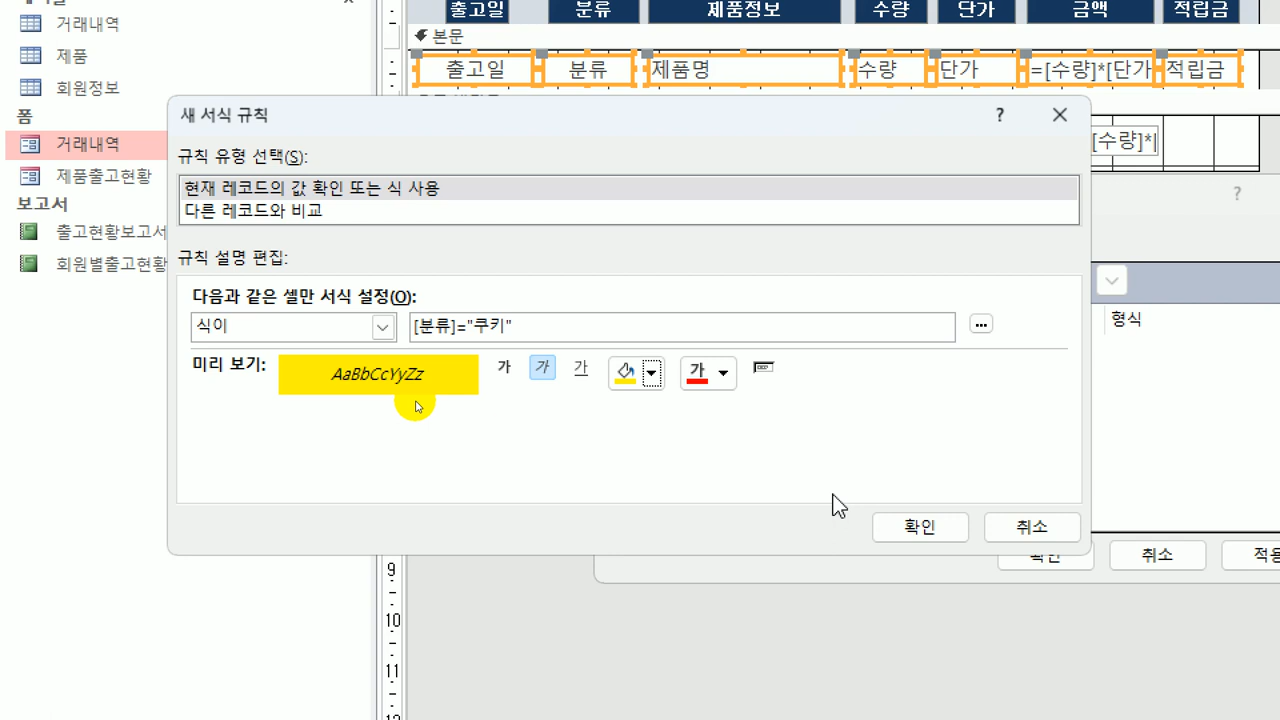 출고일 분류 제품정보 수량 단가 금액 적립금
거래내역
본문
제품
출고일 분류 제품명 수량 단가 =[수량]*[단가 적립금
회원정보
새 서식 규칙 ?
폼
거래내역
[수량]*[
규칙 유형 선택(S):
제품출고현황
현재 레코드의 값 확인 또는 식 사용
?
보고서
다른 레코드와 비교
출고현황보고서
규칙 설명 편집:
회원별출고현황
다음과 같은 셀만 서식 설정(O):
식이 [분류]="쿠키" ...
형식
미리 보기: AaBbCcYyZz 가 가 가 가
확인 취소
확인 취소
9
10
11